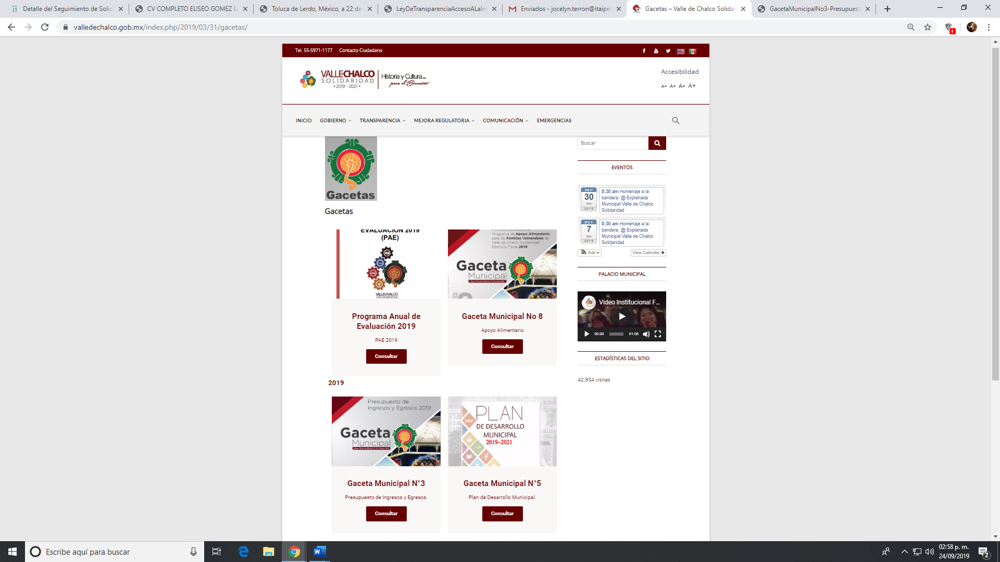 Detalle del Seguimiento de Solici
CV COMPLETO ELISEO GOMEZ LO
Toluca de Lerdo, México, a 22 de
LeyDeTransparenciaAccesoALaInf
Enviados - jocelyn.terron@itaipe
Gacetas – Valle de Chalco Solidar
GacetaMunicipalNo3-Presupuest
valledechalco.gob.mx/index.php/2019/03/31/gacetas/
Tel. 55-5971-1177 Contacto Ciudadano
VALLE DE CHALCO
SOLIDARIDAD
• 2019 - 2021 •
Historia y Cultura...
para el Bienestar
Accesibilidad
A+ A+ A+ A+
INICIO GOBIERNO TRANSPARENCIA MEJORA REGULATORIA COMUNICACIÓN EMERGENCIAS
Gacetas
Gacetas
EVALUACIÓN 2019
(PAE)
VALLEDECHALCO
SOLIDARIDAD
Programa Anual de
Evaluación 2019
PAE 2019
Consultar
• Convocatoria para el
Programa de Apoyo Alimentario
para las Familias Vulnerables de
Valle de Chalco Solidaridad
Ejercicio Fiscal 2019
Gaceta
Municipal
Gaceta Municipal No 8
Apoyo Alimentario
Consultar
2019
Presupuesto de
Ingresos y Egresos 2019
Gaceta
Municipal
Gaceta Municipal N°3
Presupuesto de Ingresos y Egresos.
Consultar
PLAN
DE DESARROLLO
MUNICIPAL
2019–2021
Gaceta Municipal N°5
Plan de Desarrollo Municipal.
Consultar
Buscar
EVENTOS
SEP
30
lun
2019
8:30 am Homenaje a la
bandera. @ Explanada
Municipal Valle de Chalco
Solidaridad
OCT
7
lun
2019
8:30 am Homenaje a la
bandera. @ Explanada
Municipal Valle de Chalco
Solidaridad
Add
View Calendar
PALACIO MUNICIPAL
Video Institucional F...
00:00
01:05
ESTADÍSTICAS DEL SITIO
42.934 visitas
Escribe aquí para buscar
02:58 p. m.
24/09/2019
2